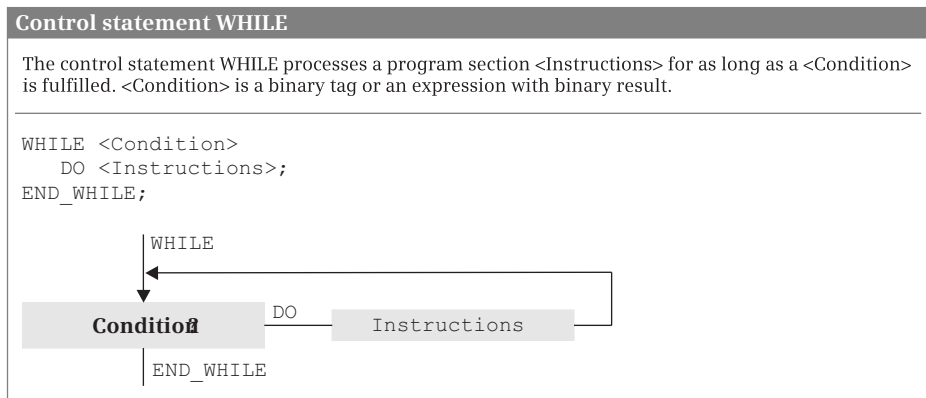 Control statement WHILE
The control statement WHILE processes a program section <Instructions> for as long as a <Condition>
is fulfilled. <Condition> is a binary tag or an expression with binary result.
WHILE <Condition>
DO <Instructions>;
END_WHILE;
WHILE
DO
Condition?
Instructions
END_WHILE